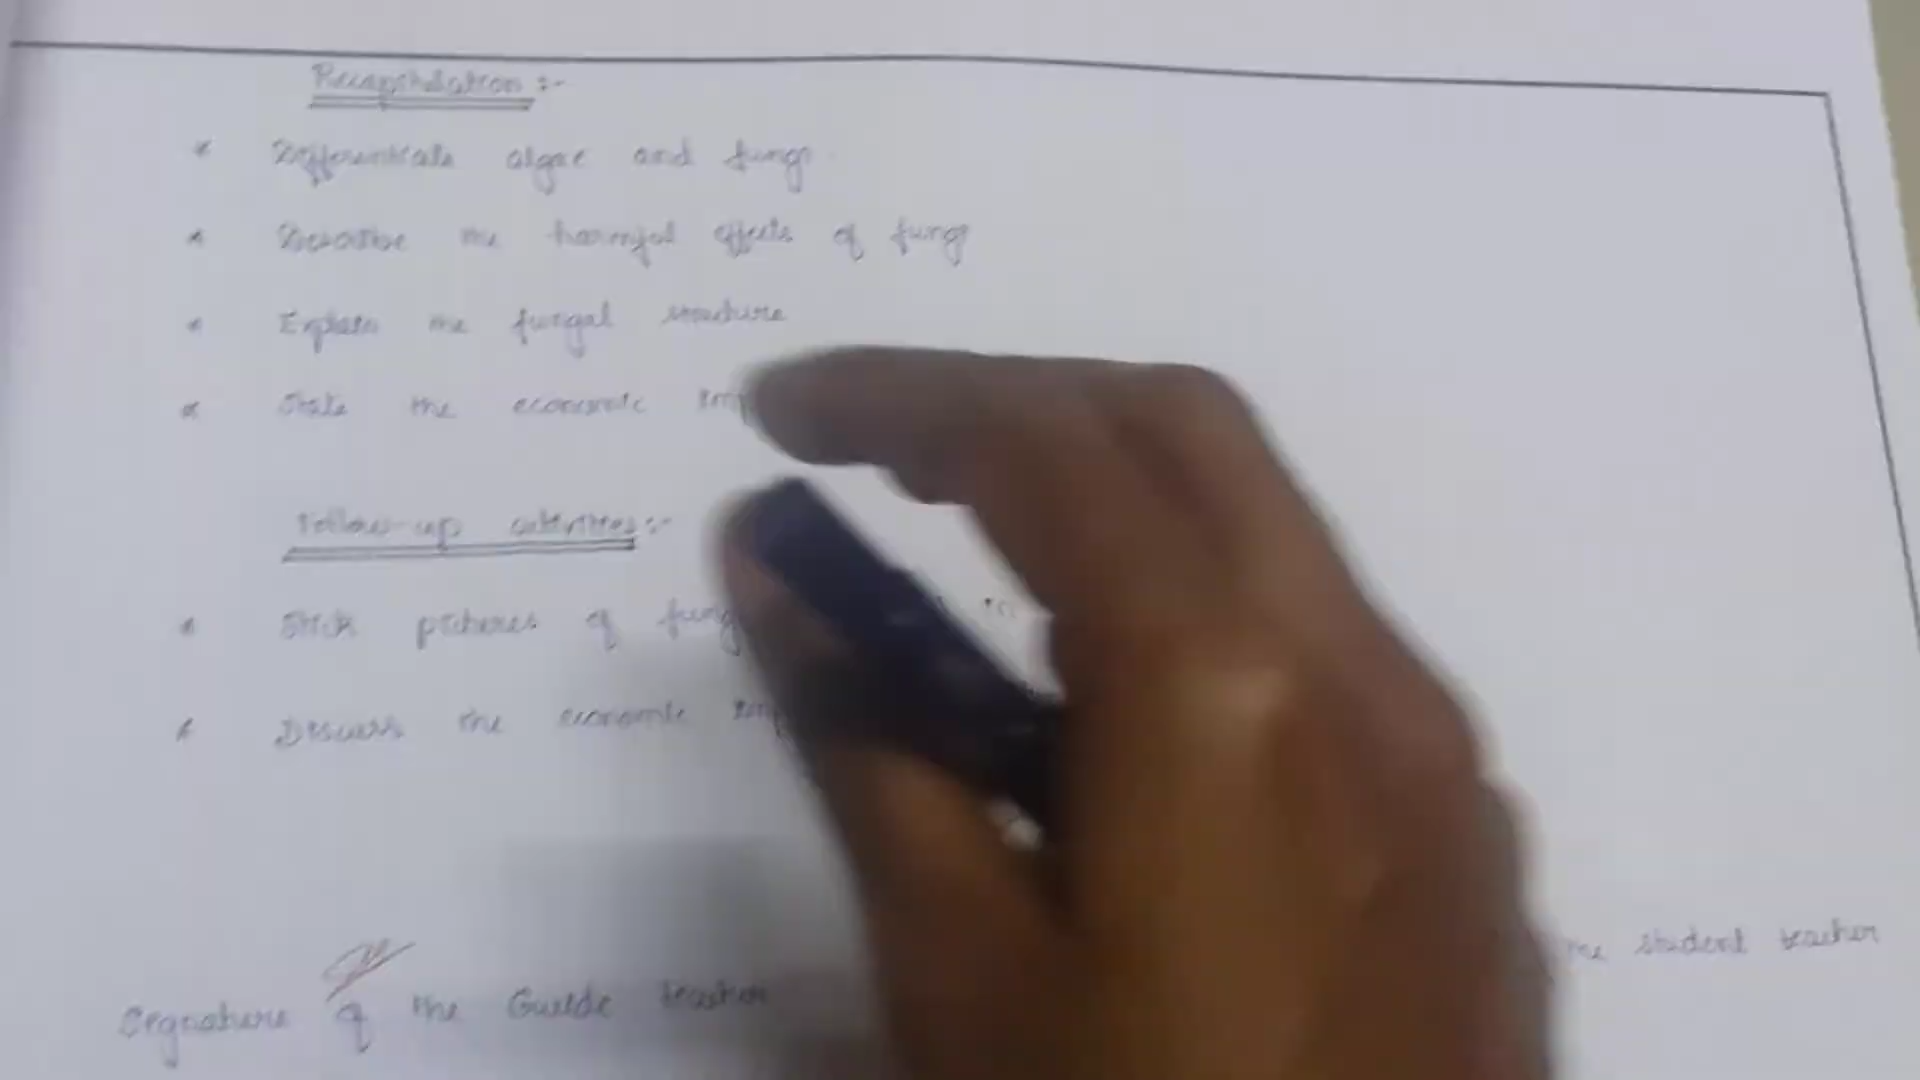 Recapitulation :-
* Differentiate algae and fungi
* Describe the harmful effects of fungi
* Explain the fungal structure
* State the economic
Follow-up activities :-
* Stick pictures of
* Discuss the economic
the student teacher
Signature of the Guide teacher